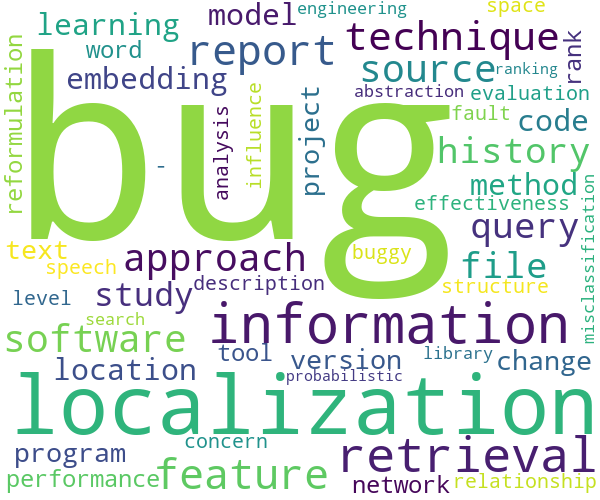 engineering
space
learning
model
technique
rank
word
report
source
ranking
embedding
abstraction
evaluation
reformulation
bug
fault
code
analysis
influence
project
history
-
method
misclassification
effectiveness
query
text
approach
buggy
file
speech
description
structure
level
study
information
search
software
tool
version
library
change
location
probabilistic
localization
concern
program
retrieval
performance
feature
network
relationship